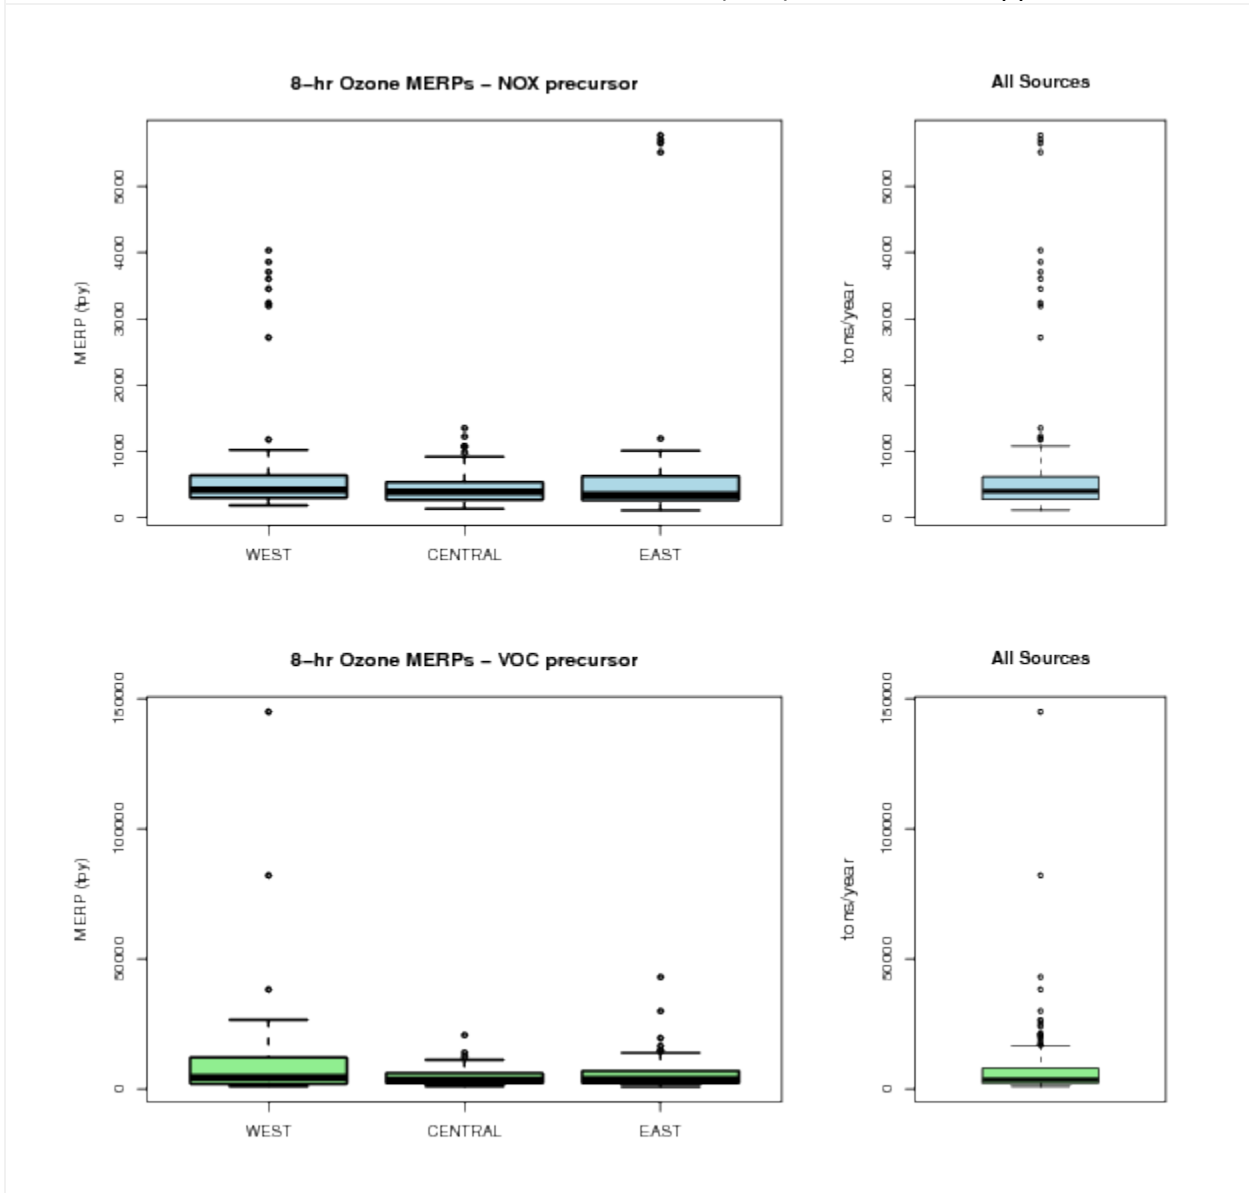 8–hr Ozone MERPs – NOX precursor
MERP (tpy)
5000
4000
3000
2000
1000
0
WEST CENTRAL EAST
All Sources
tons/year
5000
4000
3000
2000
1000
0
8–hr Ozone MERPs – VOC precursor
MERP (tpy)
150000
100000
50000
0
WEST CENTRAL EAST
All Sources
tons/year
150000
100000
50000
0